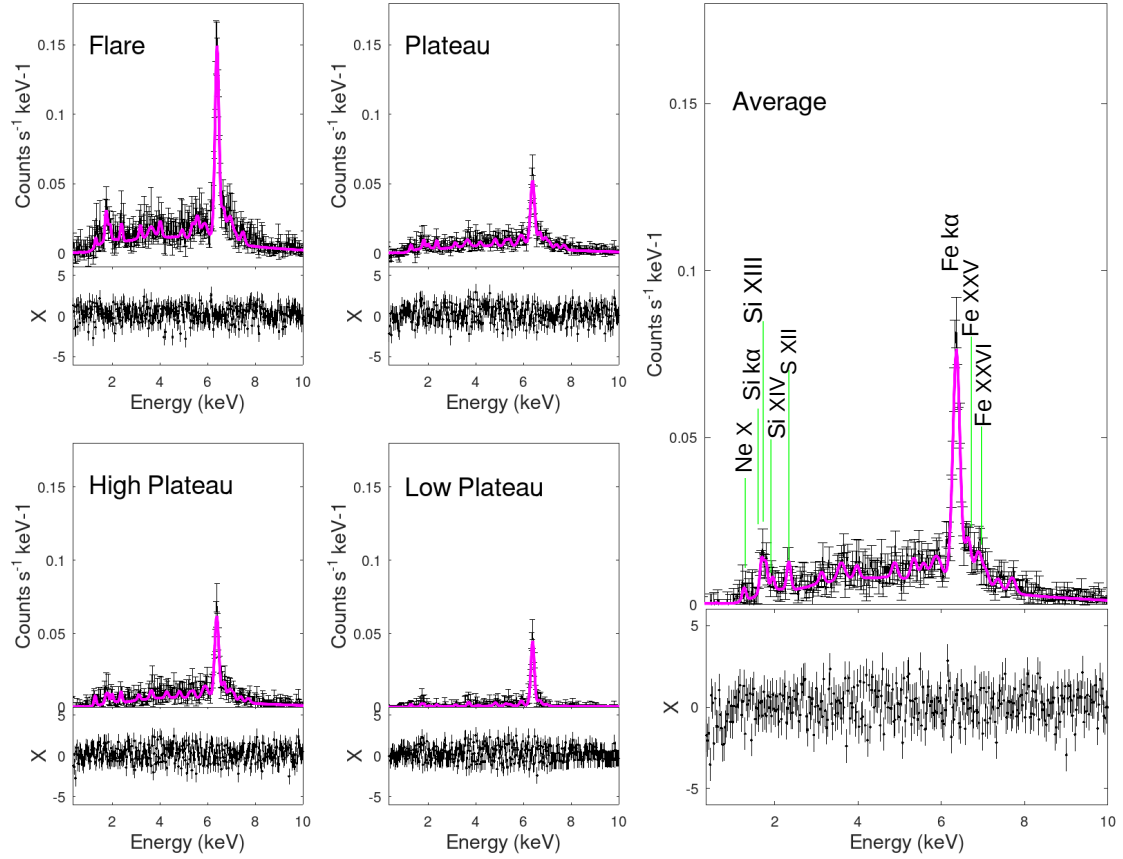 Flare
Counts s⁻¹ keV-1
0.15
0.1
0.05
0
5
0
-5
X
2 4 6 8 10
Energy (keV)
Plateau
Counts s⁻¹ keV-1
0.15
0.1
0.05
0
5
0
-5
X
2 4 6 8 10
Energy (keV)
High Plateau
Counts s⁻¹ keV-1
0.15
0.1
0.05
0
5
0
-5
X
2 4 6 8 10
Energy (keV)
Low Plateau
Counts s⁻¹ keV-1
0.15
0.1
0.05
0
5
0
-5
X
2 4 6 8 10
Energy (keV)
Average
Counts s⁻¹ keV-1
0.15
0.1
0.05
0
Ne X
Si kα
Si XIII
Si XIV
S XII
Fe kα
Fe XXV
Fe XXVI
5
0
-5
X
2 4 6 8 10
Energy (keV)